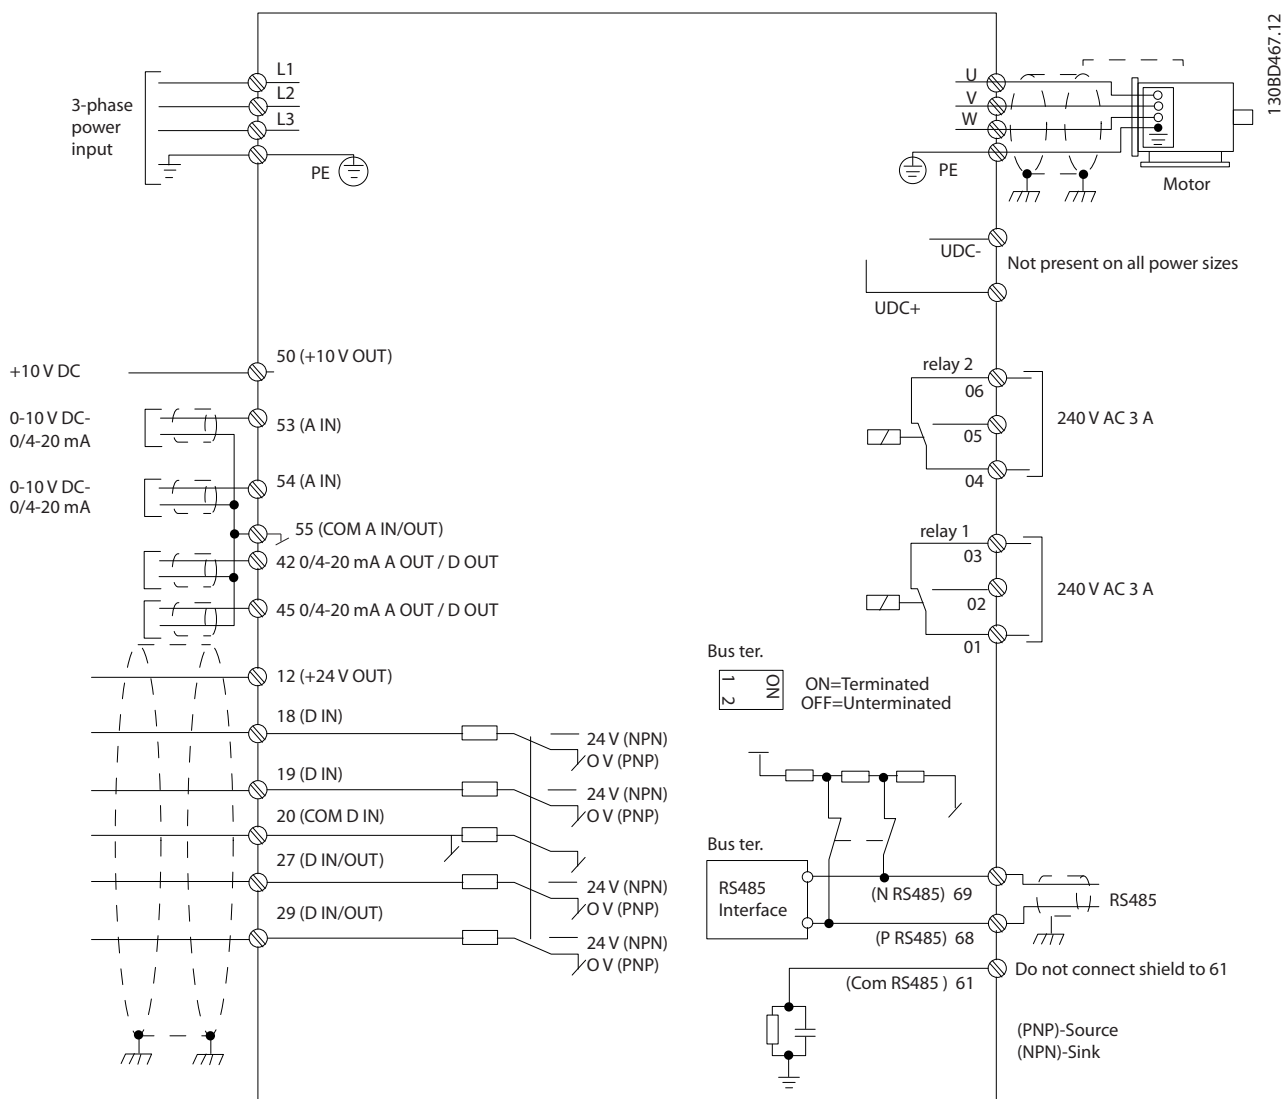 130BD467.12
3-phase
power
input
L1
L2
L3
PE
U
V
W
PE
Motor
UDC-
Not present on all power sizes
UDC+
+10 V DC
50 (+10 V OUT)
0-10 V DC-
0/4-20 mA
53 (A IN)
0-10 V DC-
0/4-20 mA
54 (A IN)
55 (COM A IN/OUT)
42 0/4-20 mA A OUT / D OUT
45 0/4-20 mA A OUT / D OUT
12 (+24 V OUT)
18 (D IN)
24 V (NPN)
O V (PNP)
19 (D IN)
24 V (NPN)
O V (PNP)
20 (COM D IN)
27 (D IN/OUT)
24 V (NPN)
O V (PNP)
29 (D IN/OUT)
24 V (NPN)
O V (PNP)
relay 2
06
05
04
240 V AC 3 A
relay 1
03
02
01
240 V AC 3 A
Bus ter.
1
2
ON
ON=Terminated
OFF=Unterminated
Bus ter.
RS485
Interface
(N RS485) 69
RS485
(P RS485) 68
(Com RS485 ) 61
Do not connect shield to 61
(PNP)-Source
(NPN)-Sink